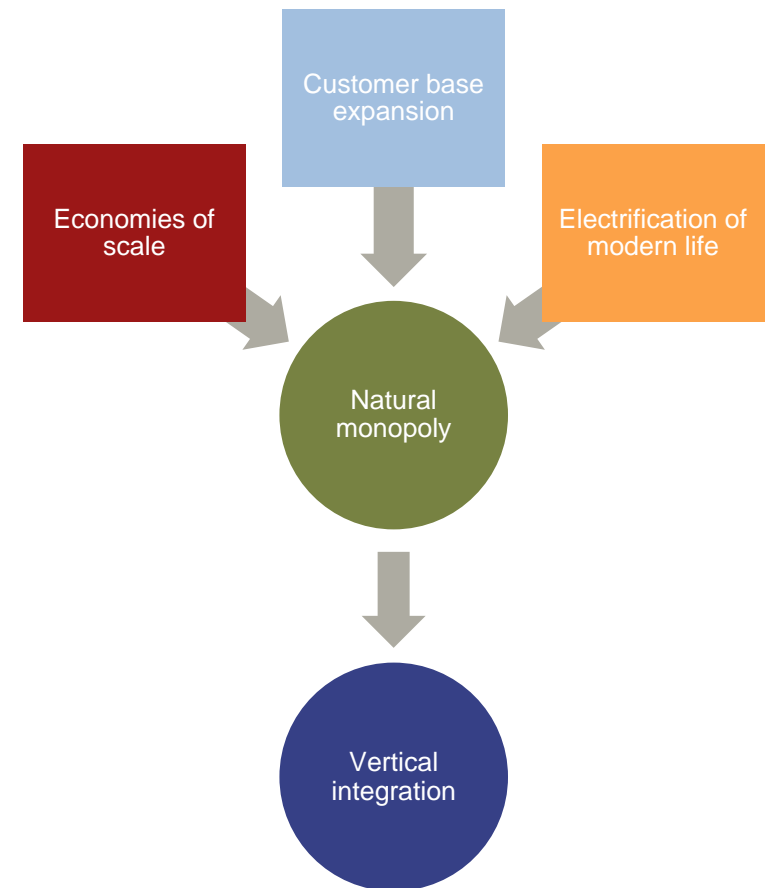 Customer base
expansion
Economies of
scale
Electrification of
modern life
Natural
monopoly
Vertical
integration